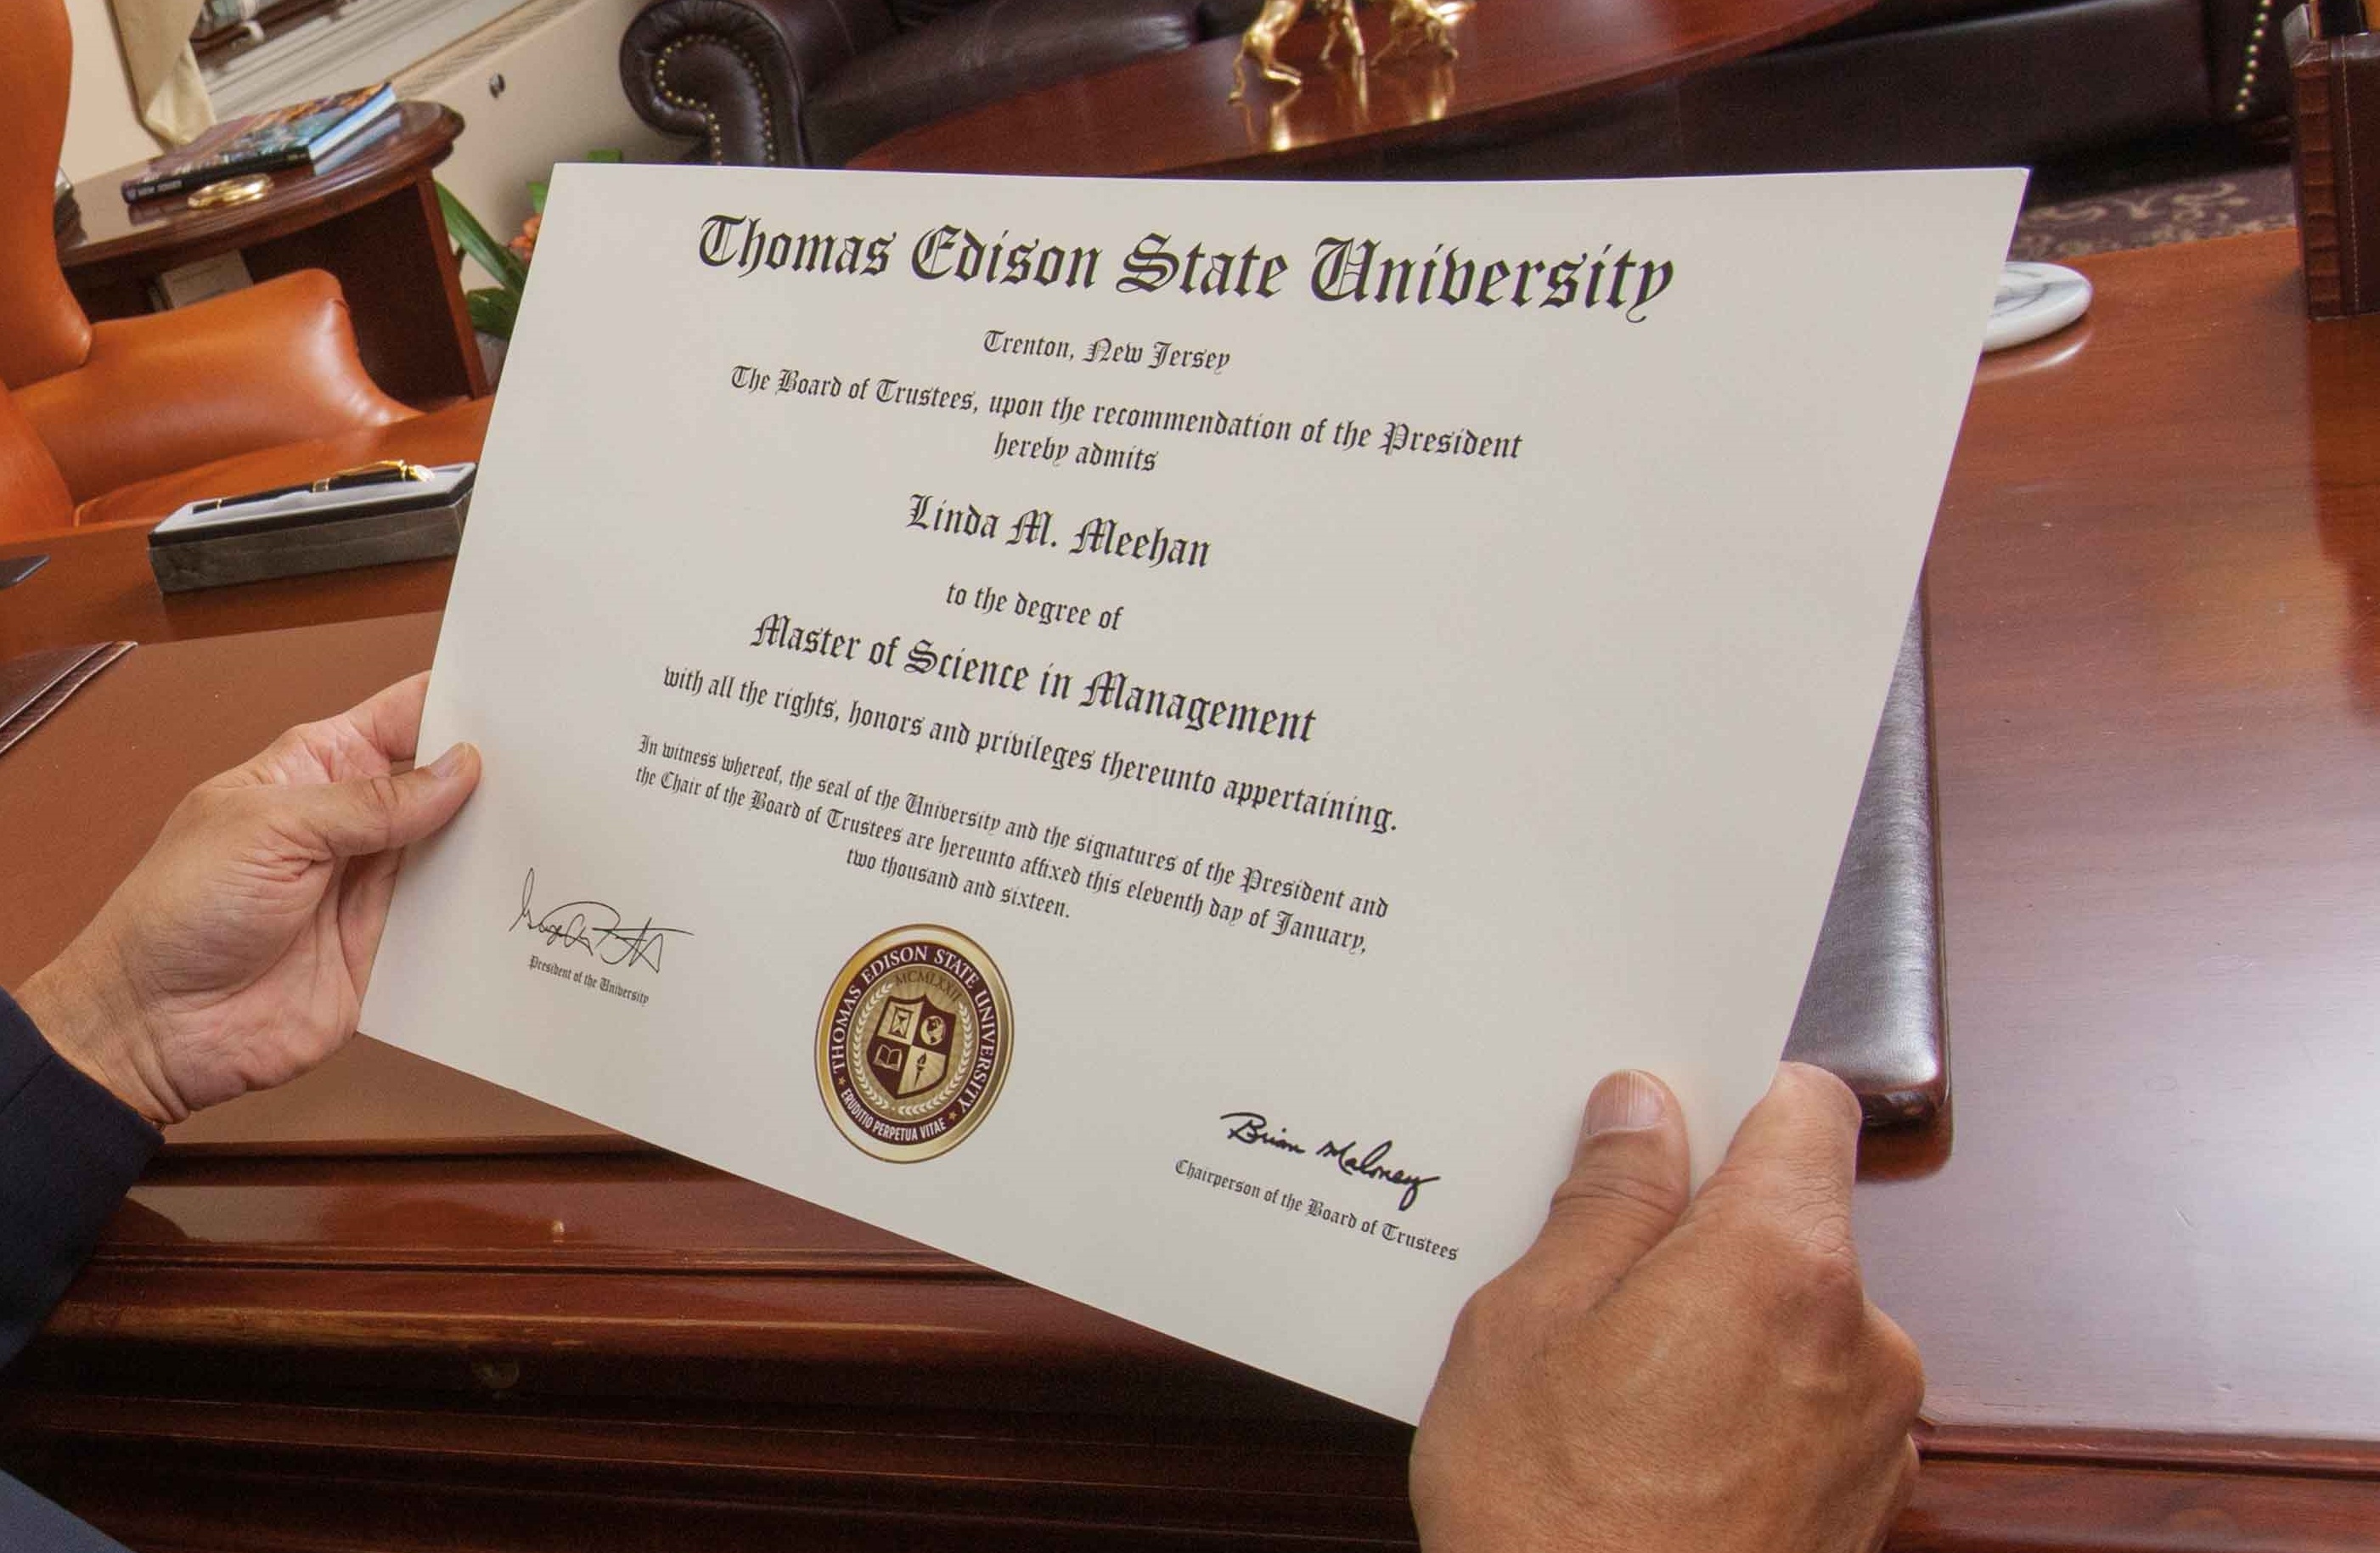 Thomas Edison State University
Trenton, New Jersey
The Board of Trustees, upon the recommendation of the President
hereby admits
Linda M. Meehan
to the degree of
Master of Science in Management
with all the rights, honors and privileges thereunto appertaining.
In witness whereof, the seal of the University and the signatures of the President and
the Chair of the Board of Trustees are hereunto affixed this eleventh day of January,
two thousand and sixteen.
President of the University
THOMAS EDISON STATE UNIVERSITY
MCMLXXII
ERUDITIO PERPETUA VITAE
Brian Maloney
Chairperson of the Board of Trustees